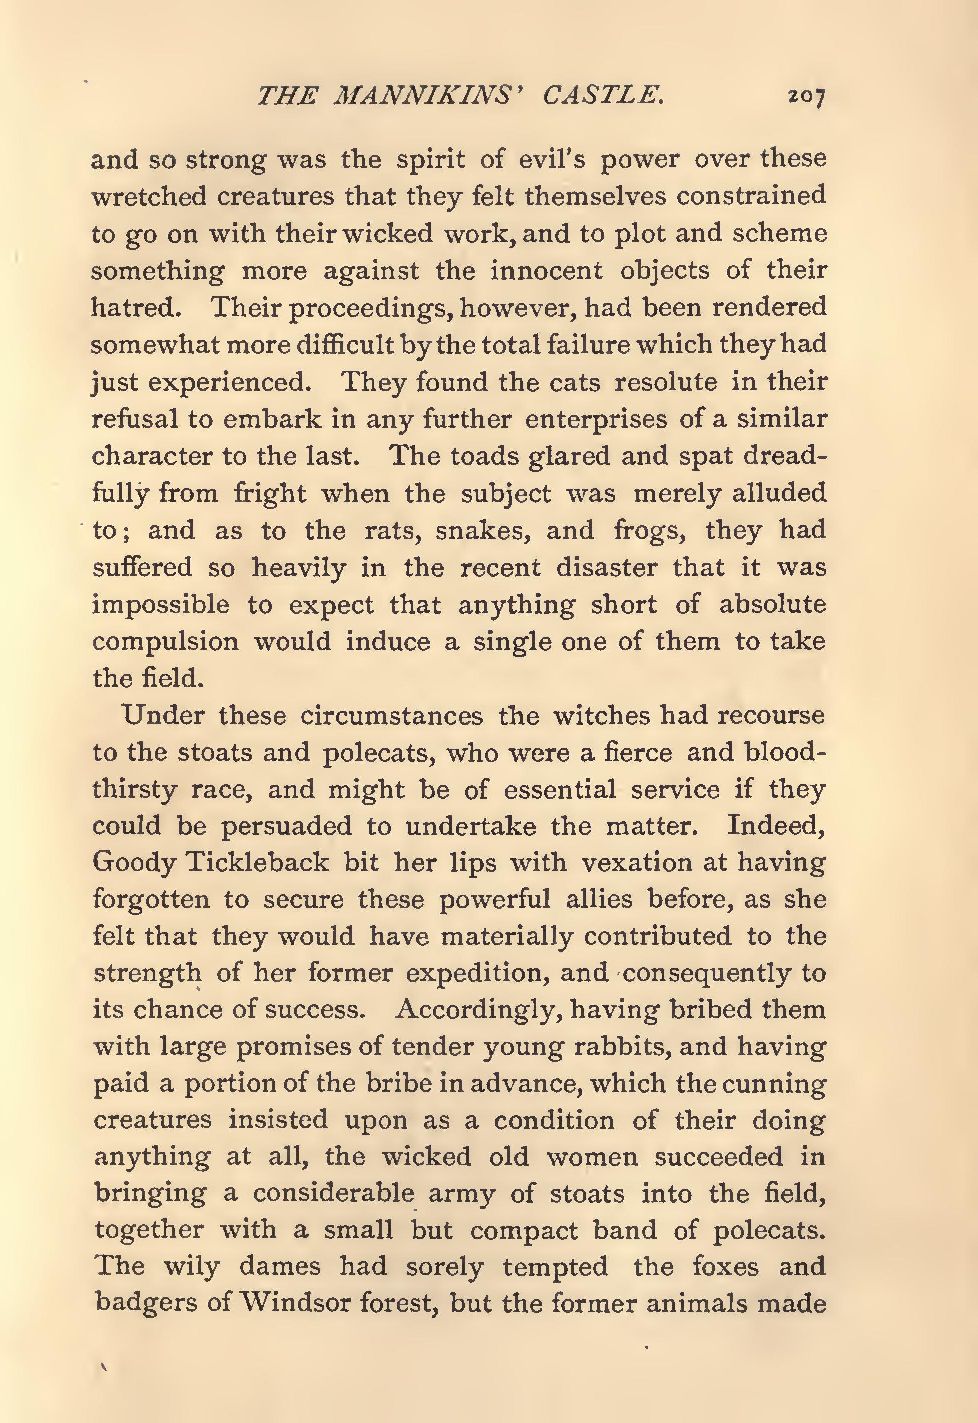 THE MANNIKINS' CASTLE. 207
and so strong was the spirit of evil's power over these
wretched creatures that they felt themselves constrained
to go on with their wicked work, and to plot and scheme
something more against the innocent objects of their
hatred. Their proceedings, however, had been rendered
somewhat more difficult by the total failure which they had
just experienced. They found the cats resolute in their
refusal to embark in any further enterprises of a similar
character to the last. The toads glared and spat dread-
fully from fright when the subject was merely alluded
to; and as to the rats, snakes, and frogs, they had
suffered so heavily in the recent disaster that it was
impossible to expect that anything short of absolute
compulsion would induce a single one of them to take
the field.
Under these circumstances the witches had recourse
to the stoats and polecats, who were a fierce and blood-
thirsty race, and might be of essential service if they
could be persuaded to undertake the matter. Indeed,
Goody Tickleback bit her lips with vexation at having
forgotten to secure these powerful allies before, as she
felt that they would have materially contributed to the
strength of her former expedition, and consequently to
its chance of success. Accordingly, having bribed them
with large promises of tender young rabbits, and having
paid a portion of the bribe in advance, which the cunning
creatures insisted upon as a condition of their doing
anything at all, the wicked old women succeeded in
bringing a considerable army of stoats into the field,
together with a small but compact band of polecats.
The wily dames had sorely tempted the foxes and
badgers of Windsor forest, but the former animals made